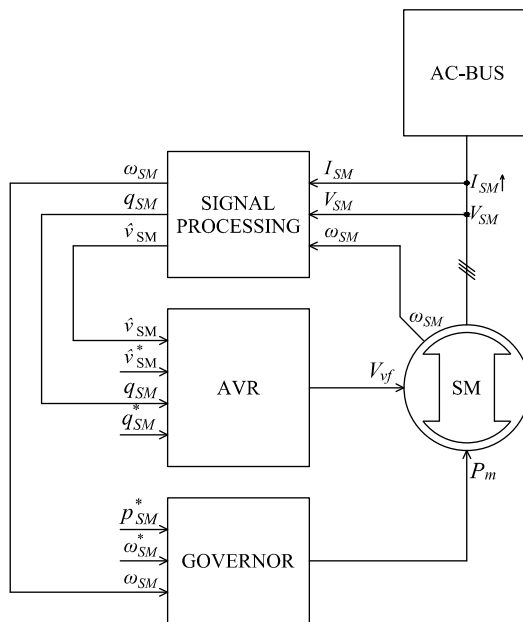 AC-BUS
ω_SM
I_SM
I_SM↑
q_SM
SIGNAL PROCESSING
V_SM
V_SM
v̂_SM
ω_SM
ω_SM
v̂_SM
v̂*_SM
AVR
V_vf
SM
q_SM
q*_SM
P_m
p*_SM
ω*_SM
GOVERNOR
ω_SM